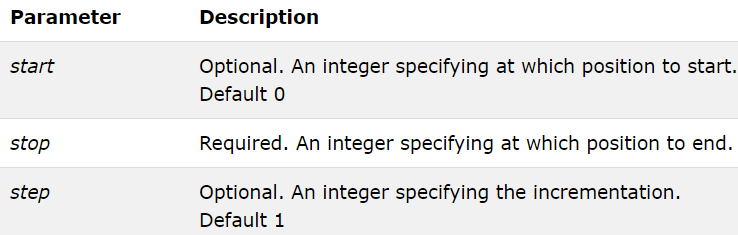 Parameter Description
start Optional. An integer specifying at which position to start.
Default 0
stop Required. An integer specifying at which position to end.
step Optional. An integer specifying the incrementation.
Default 1